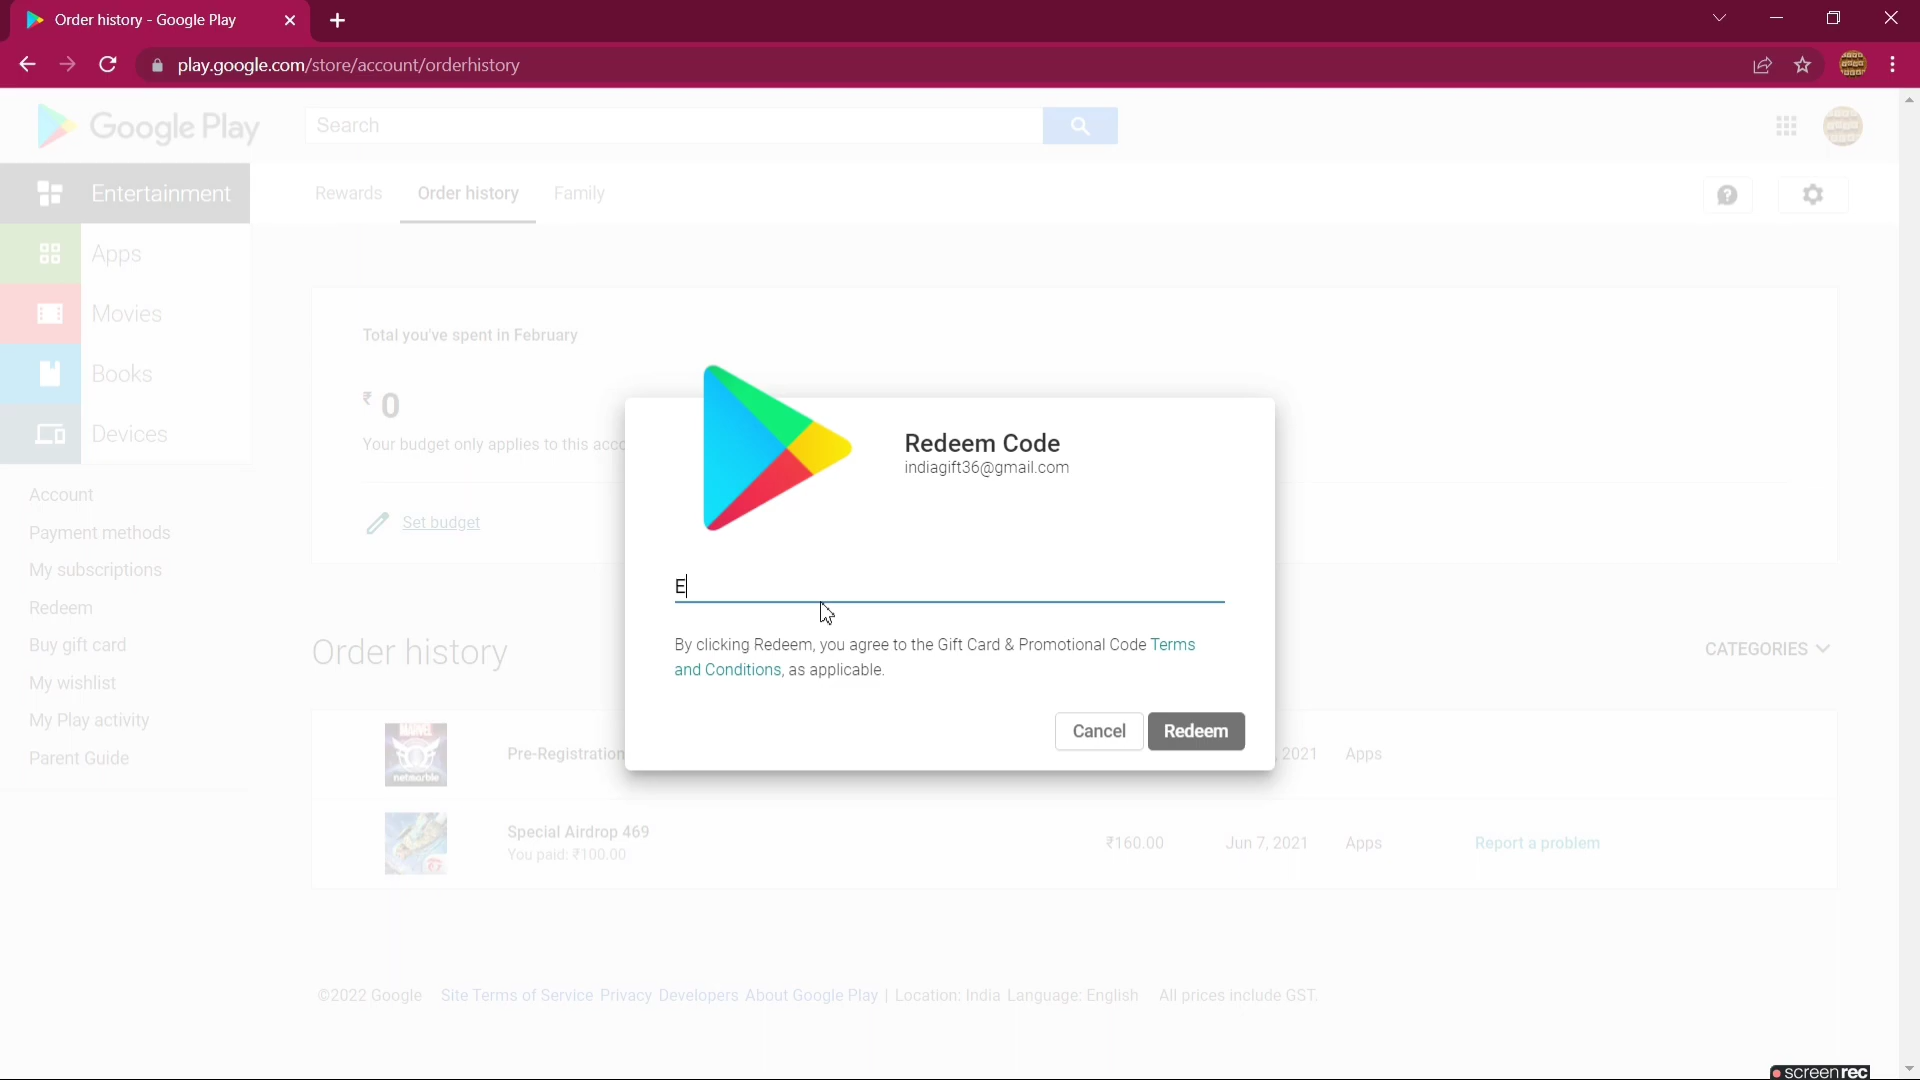 Order history - Google Play
play.google.com/store/account/orderhistory
Google Play
Search
Entertainment
Rewards
Order history
Family
Apps
Movies
Books
Devices
Account
Payment methods
My subscriptions
Redeem
Buy gift card
My wishlist
My Play activity
Parent Guide
Total you've spent in February
₹ 0
Your budget only applies to this acco
Set budget
Redeem Code
indiagift36@gmail.com
E
By clicking Redeem, you agree to the Gift Card & Promotional Code Terms
and Conditions, as applicable.
Cancel
Redeem
Order history
CATEGORIES
MARVEL
netmarble
Pre-Registration
, 2021
Apps
Special Airdrop 469
You paid: ₹100.00
₹160.00
Jun 7, 2021
Apps
Report a problem
©2022 Google Site Terms of Service Privacy Developers About Google Play | Location: India Language: English All prices include GST.
screenrec